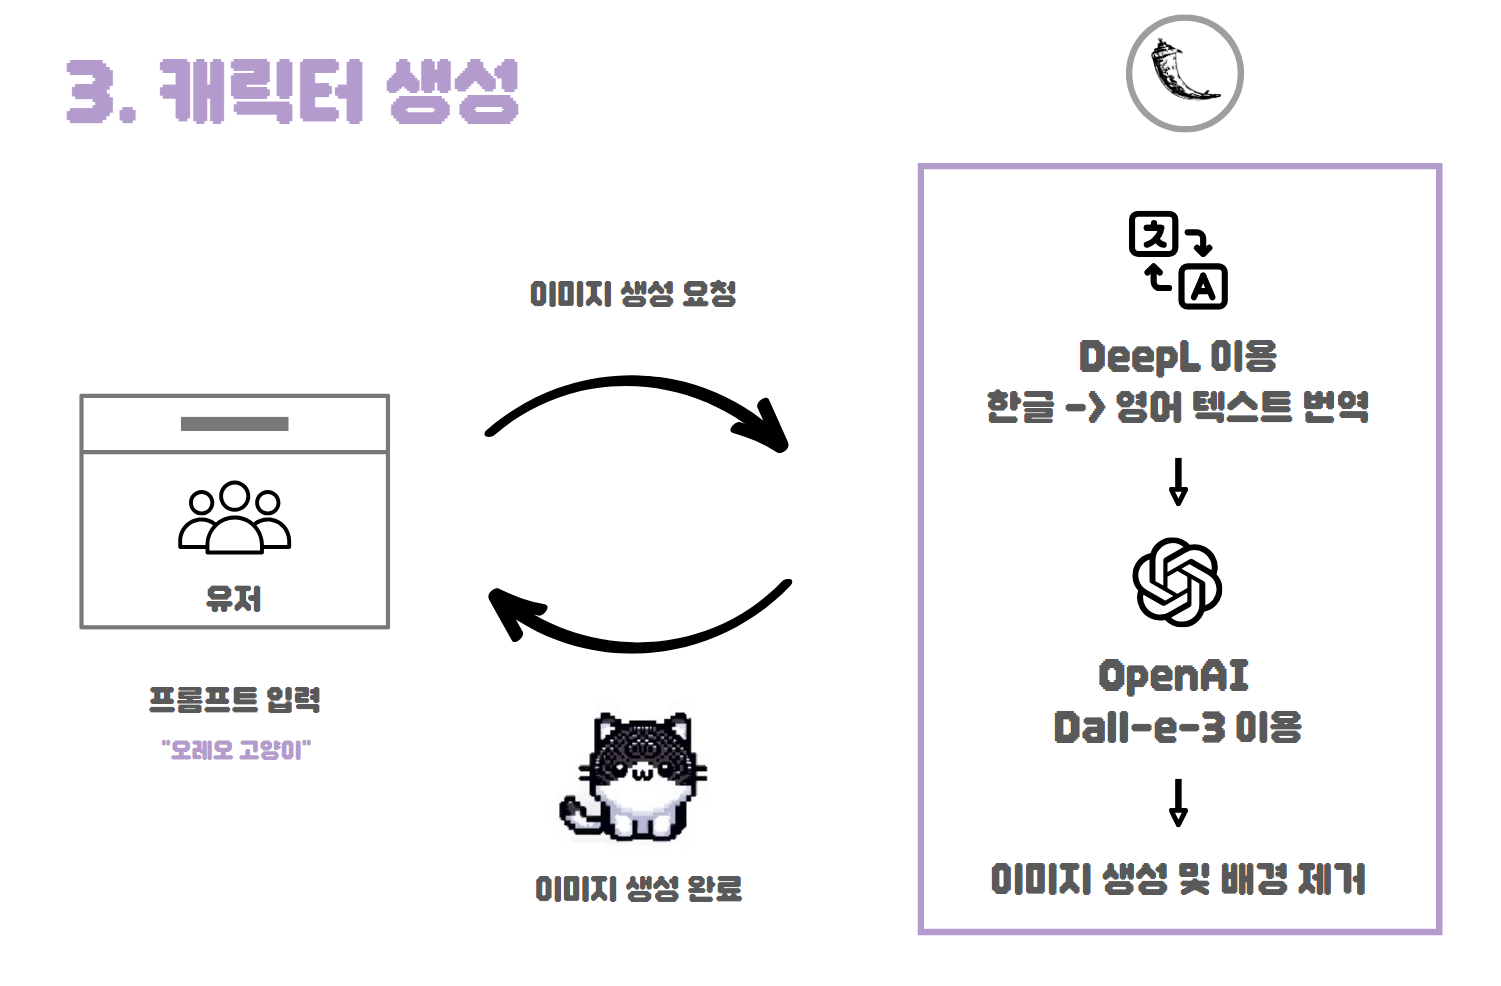 3. 캐릭터 생성
이미지 생성 요청
유저
프롬프트 입력
"오레오 고양이"
이미지 생성 완료
DeepL 이용
한글 -> 영어 텍스트 번역
OpenAI
Dall-e-3 이용
이미지 생성 및 배경 제거